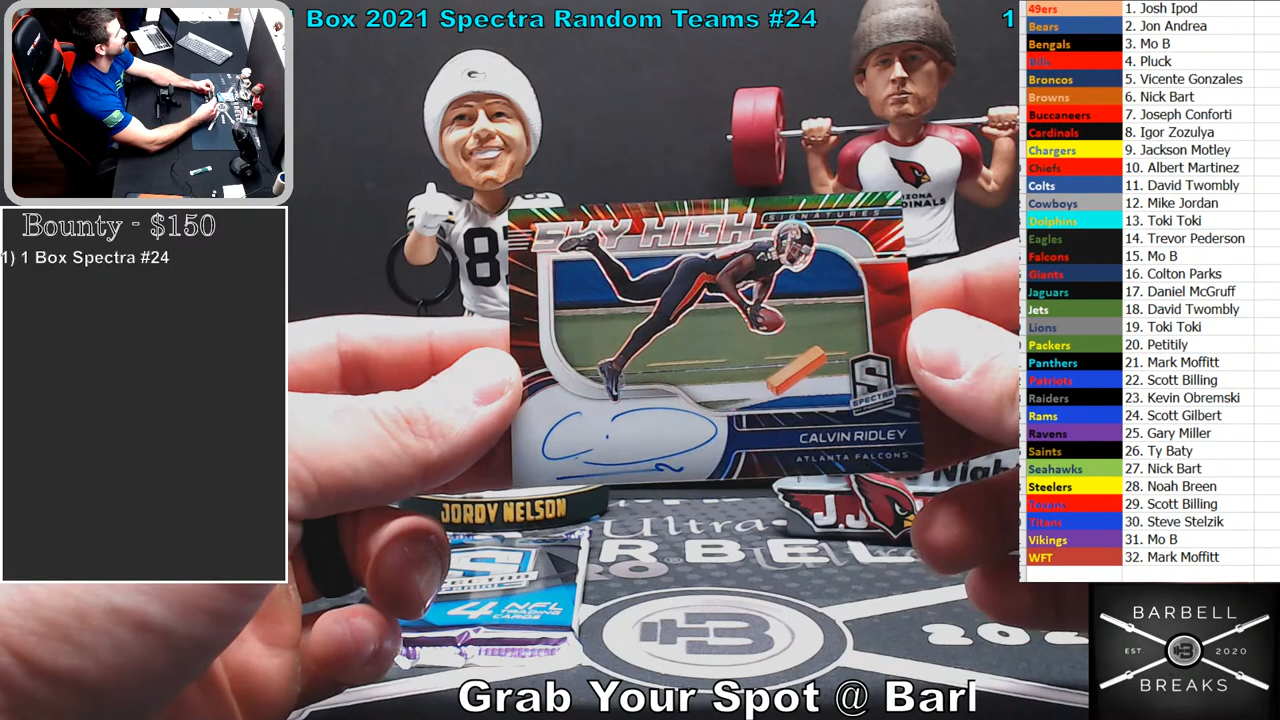 1 Box 2021 Spectra Random Teams #24
1
Bounty - $150
1) 1 Box Spectra #24
49ers 1. Josh Ipod
Bears 2. Jon Andrea
Bengals 3. Mo B
Bills 4. Pluck
Broncos 5. Vicente Gonzales
Browns 6. Nick Bart
Buccaneers 7. Joseph Conforti
Cardinals 8. Igor Zozulya
Chargers 9. Jackson Motley
Chiefs 10. Albert Martinez
Colts 11. David Twombly
Cowboys 12. Mike Jordan
Dolphins 13. Toki Toki
Eagles 14. Trevor Pederson
Falcons 15. Mo B
Giants 16. Colton Parks
Jaguars 17. Daniel McGruff
Jets 18. David Twombly
Lions 19. Toki Toki
Packers 20. Petitily
Panthers 21. Mark Moffitt
Patriots 22. Scott Billing
Raiders 23. Kevin Obremski
Rams 24. Scott Gilbert
Ravens 25. Gary Miller
Saints 26. Ty Baty
Seahawks 27. Nick Bart
Steelers 28. Noah Breen
Texans 29. Scott Billing
Titans 30. Steve Stelzik
Vikings 31. Mo B
WFT 32. Mark Moffitt
G
8
SKY HIGH
SIGNATURES
SPECTRA
CALVIN RIDLEY
ATLANTA FALCONS
JORDY NELSON
J.J.
Ultra
4 NFL
TRADING
CARDS
BARBELL
EST. 2020
BREAKS
Grab Your Spot @ Barl